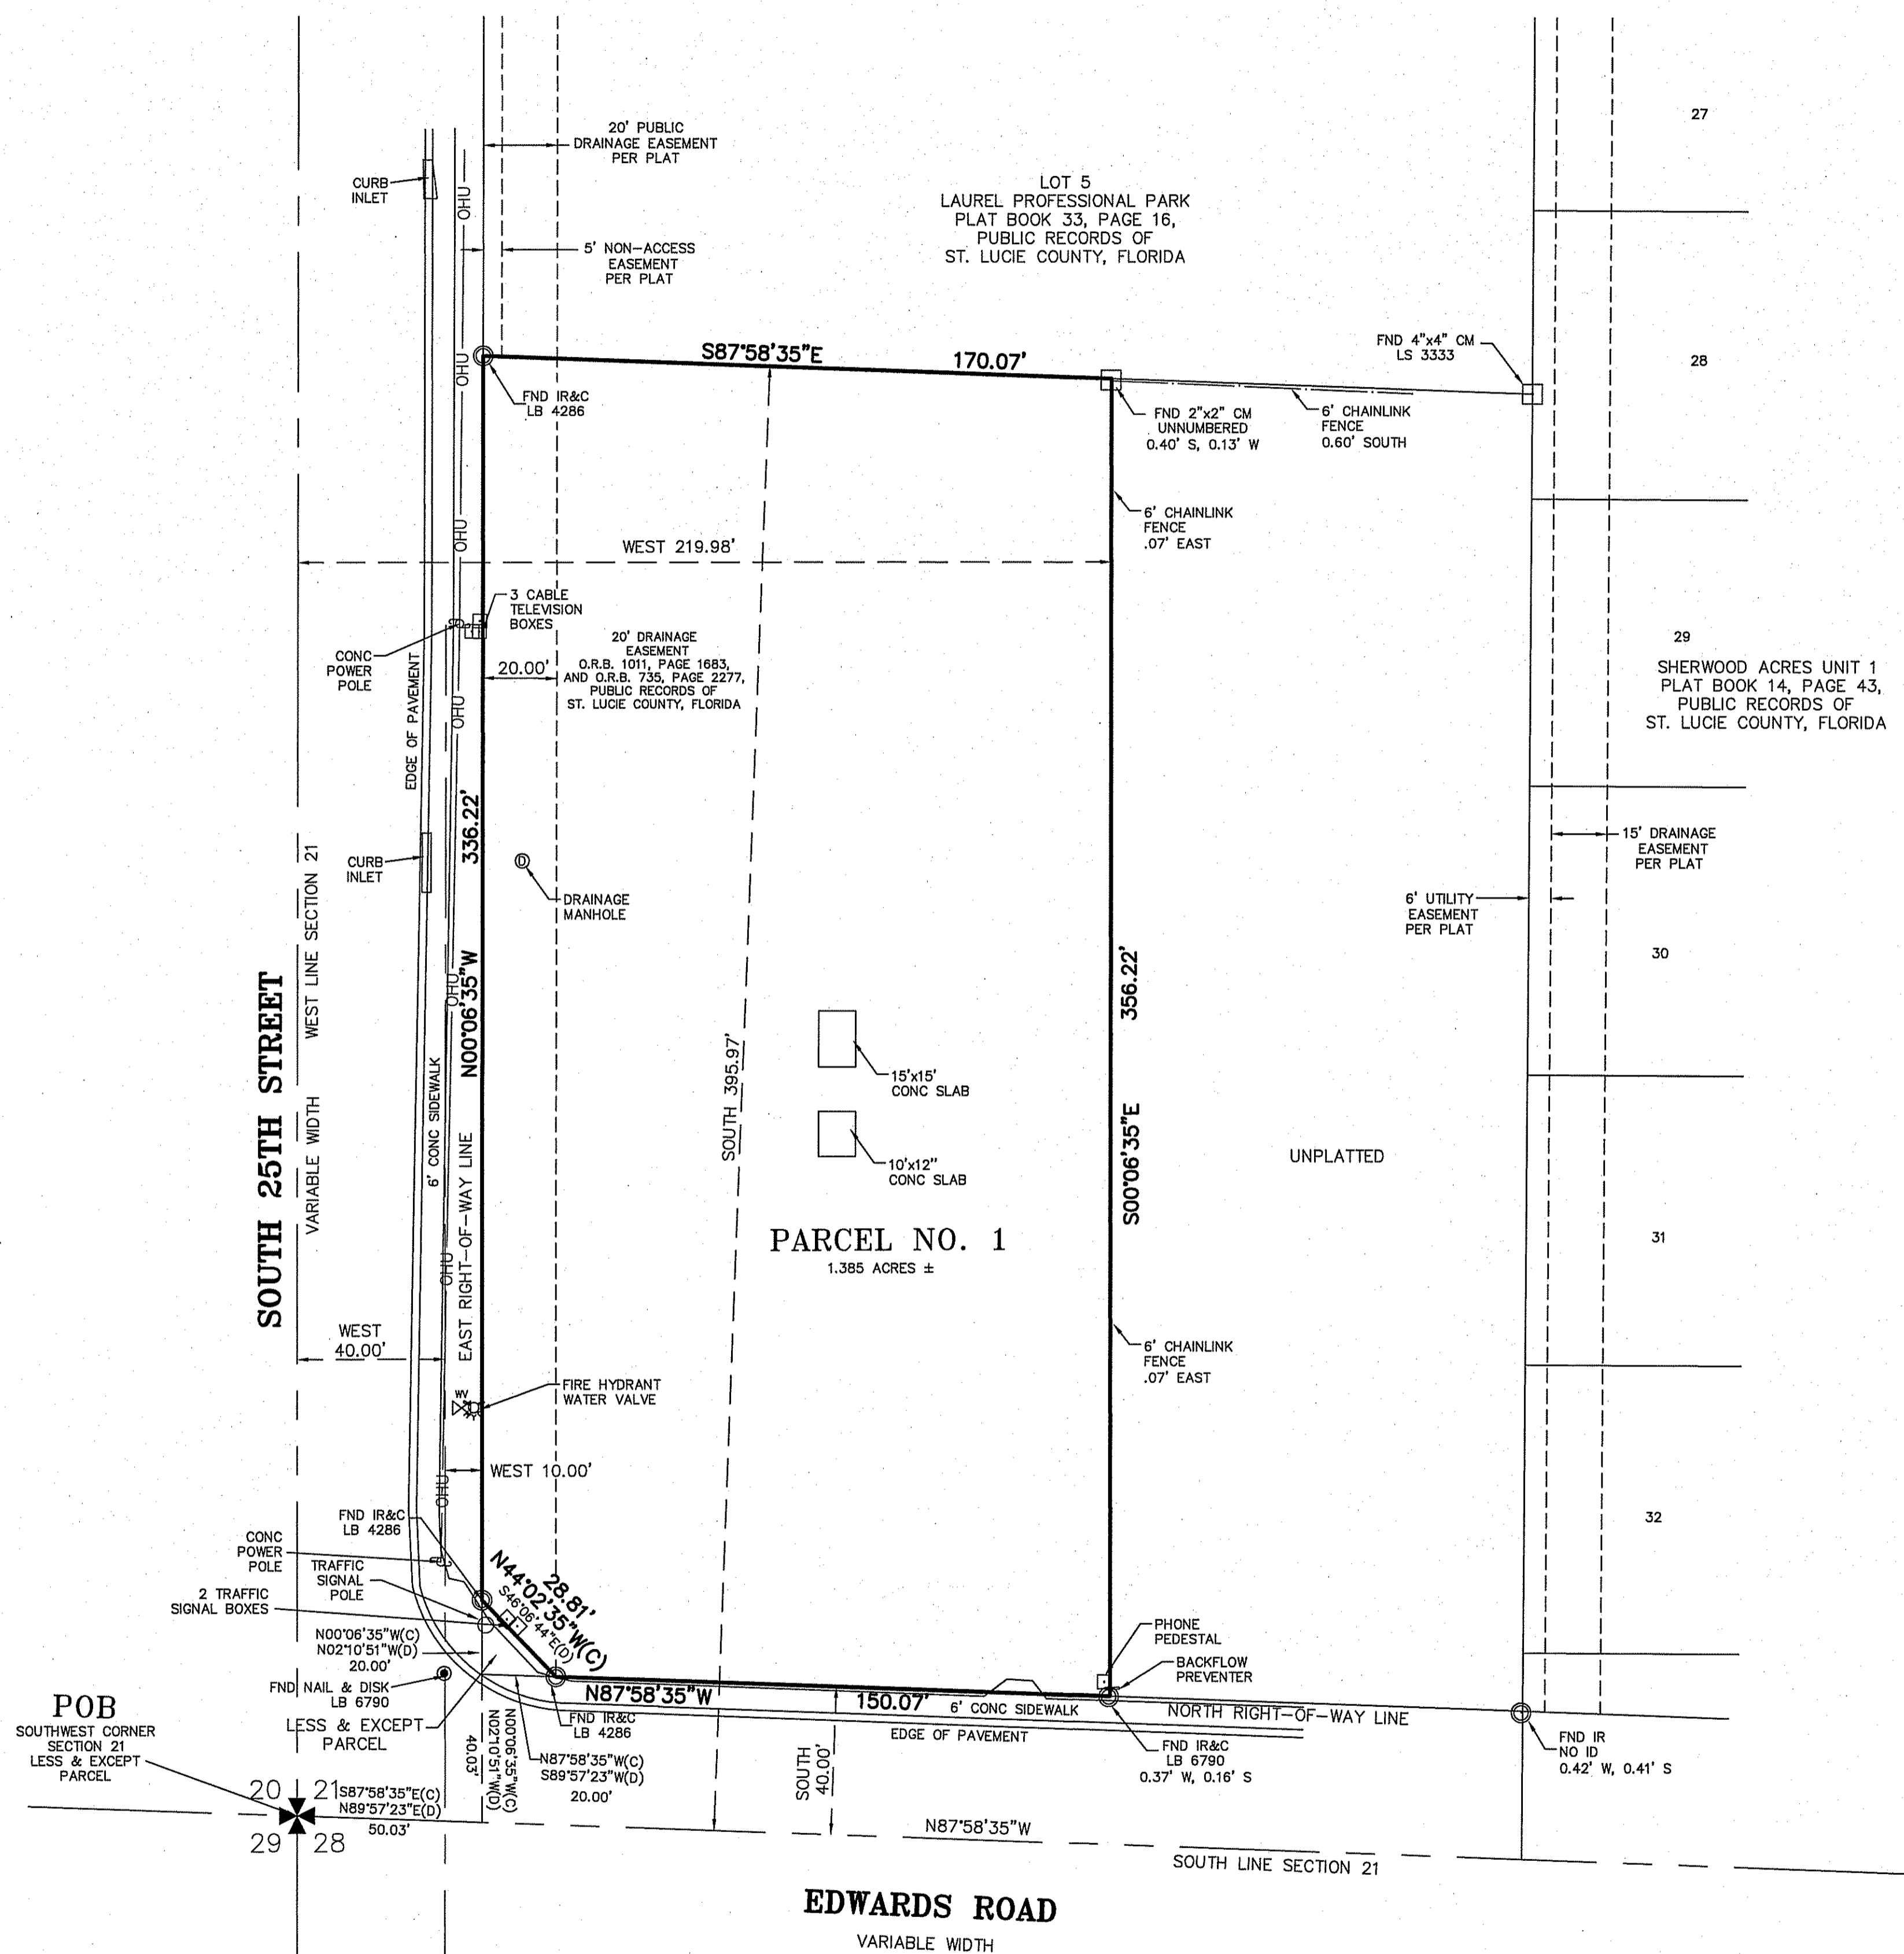 27
20' PUBLIC
DRAINAGE EASEMENT
PER PLAT
CURB
INLET
OHU
LOT 5
LAUREL PROFESSIONAL PARK
PLAT BOOK 33, PAGE 16,
PUBLIC RECORDS OF
ST. LUCIE COUNTY, FLORIDA
5' NON-ACCESS
EASEMENT
PER PLAT
28
FND 4"x4" CM
LS 3333
S87°58'35"E
170.07'
OHU
FND IR&C
LB 4286
FND 2"x2" CM
UNNUMBERED
0.40' S, 0.13' W
6' CHAINLINK
FENCE
0.60' SOUTH
6' CHAINLINK
FENCE
.07' EAST
OHU
WEST 219.98'
3 CABLE
TELEVISION
BOXES
20' DRAINAGE
EASEMENT
O.R.B. 1011, PAGE 1683,
AND O.R.B. 735, PAGE 2277,
PUBLIC RECORDS OF
ST. LUCIE COUNTY, FLORIDA
20.00'
CONC
POWER
POLE
EDGE OF PAVEMENT
OHU
29
SHERWOOD ACRES UNIT 1
PLAT BOOK 14, PAGE 43,
PUBLIC RECORDS OF
ST. LUCIE COUNTY, FLORIDA
336.22'
N00°06'35"W
CURB
INLET
D
DRAINAGE
MANHOLE
15' DRAINAGE
EASEMENT
PER PLAT
6' UTILITY
EASEMENT
PER PLAT
30
SOUTH 25TH STREET
VARIABLE WIDTH
WEST LINE SECTION 21
OHU
356.22'
S00°06'35"E
SOUTH 395.97'
6' CONC SIDEWALK
EAST RIGHT-OF-WAY LINE
15'x15'
CONC SLAB
10'x12"
CONC SLAB
UNPLATTED
PARCEL NO. 1
1.385 ACRES ±
31
OHU
WEST
40.00'
6' CHAINLINK
FENCE
.07' EAST
WV
FIRE HYDRANT
WATER VALVE
WEST 10.00'
OHU
FND IR&C
LB 4286
32
CONC
POWER
POLE
TRAFFIC
SIGNAL
POLE
2 TRAFFIC
SIGNAL BOXES
28.81'
N44°02'35"W(C)
S46°06'44"E(D)
N00°06'35"W(C)
N02°10'51"W(D)
20.00'
PHONE
PEDESTAL
BACKFLOW
PREVENTER
FND NAIL & DISK
LB 6790
N87°58'35"W
150.07'
6' CONC SIDEWALK
NORTH RIGHT-OF-WAY LINE
LESS & EXCEPT
PARCEL
FND IR&C
LB 4286
EDGE OF PAVEMENT
POB
SOUTHWEST CORNER
SECTION 21
LESS & EXCEPT
PARCEL
N00°06'35"W(C)
N02°10'51"W(D)
40.03'
N87°58'35"W(C)
S89°57'23"W(D)
20.00'
SOUTH
40.00'
FND IR&C
LB 6790
0.37' W, 0.16' S
FND IR
NO ID
0.42' W, 0.41' S
20 21
S87°58'35"E(C)
N89°57'23"E(D)
50.03'
29 28
N87°58'35"W
SOUTH LINE SECTION 21
EDWARDS ROAD
VARIABLE WIDTH